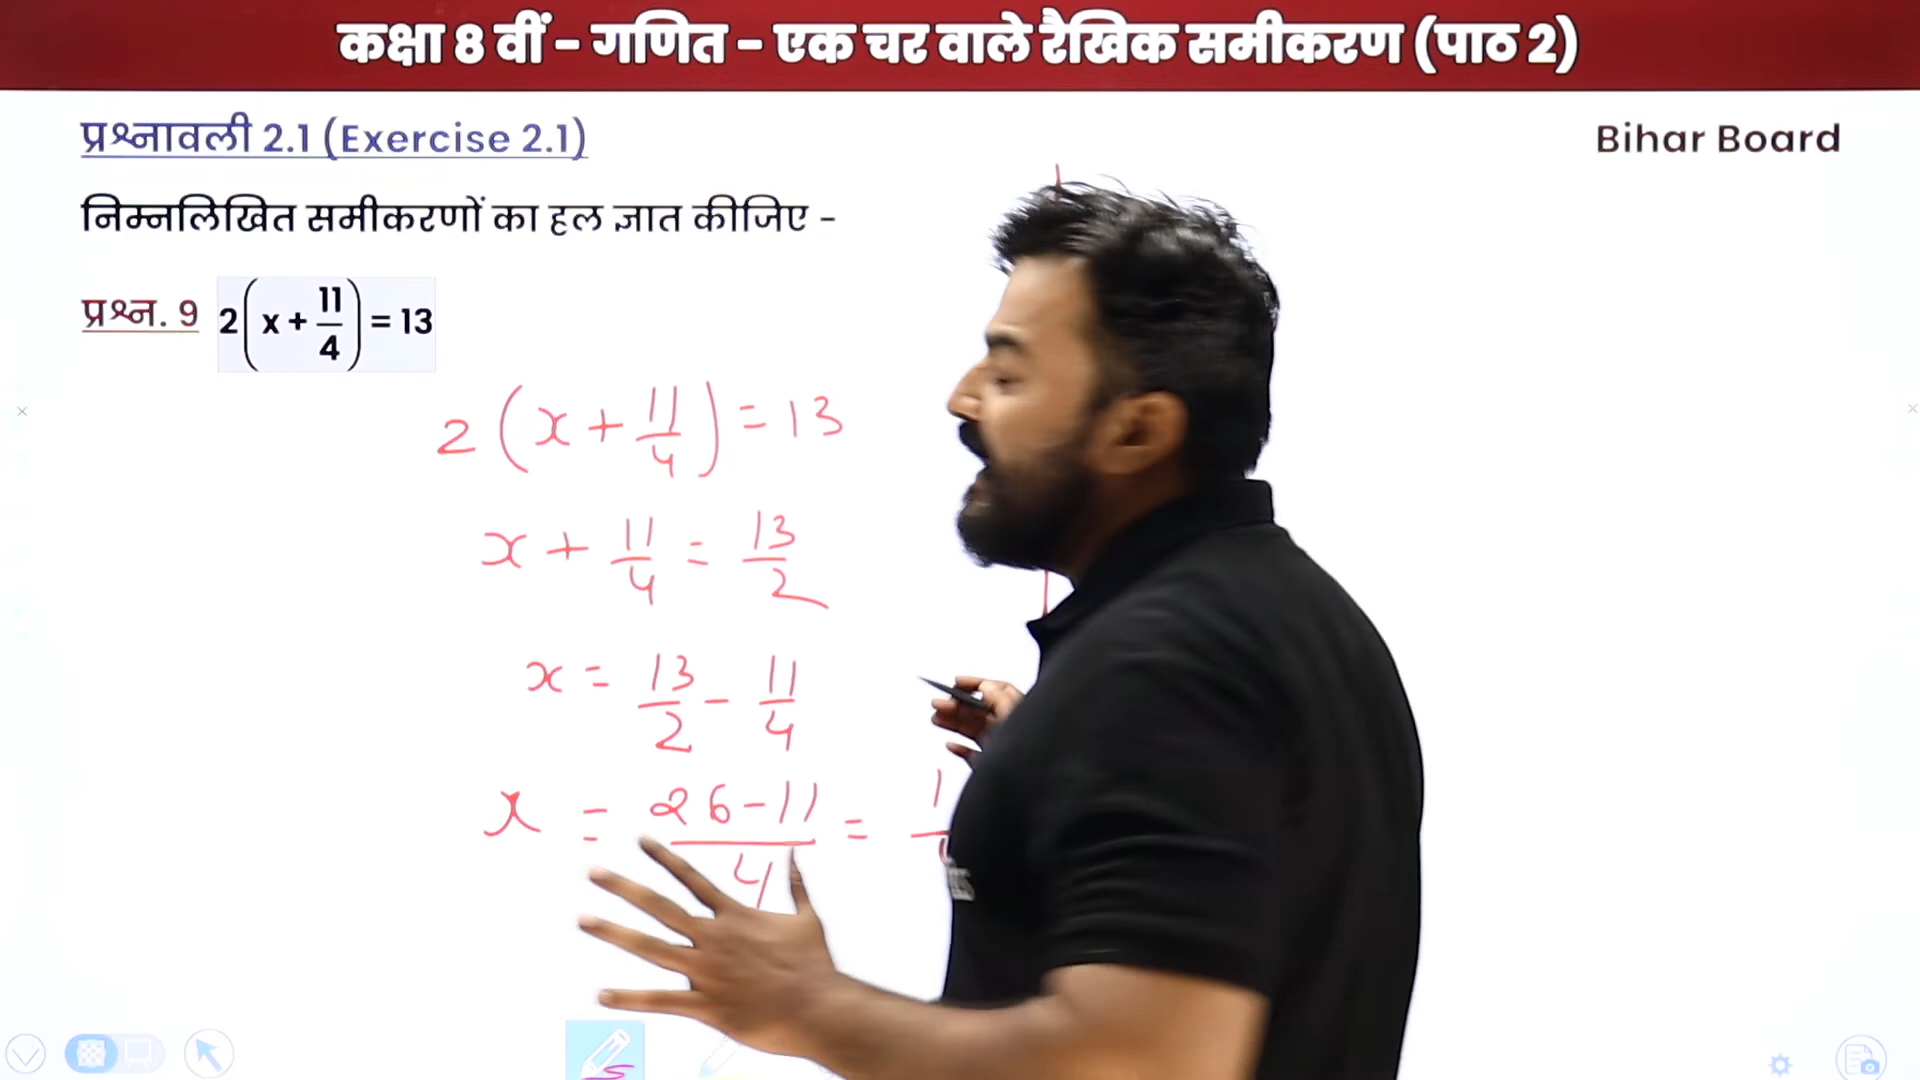 कक्षा 8 वीं - गणित - एक चर वाले रैखिक समीकरण (पाठ 2)
प्रश्नावली 2.1 (Exercise 2.1)
Bihar Board
निम्नलिखित समीकरणों का हल ज्ञात कीजिए -
प्रश्न. 9 2(x + 11/4) = 13
2(x + 11/4) = 13
x + 11/4 = 13/2
x = 13/2 - 11/4
x = 26-11/4 = 1